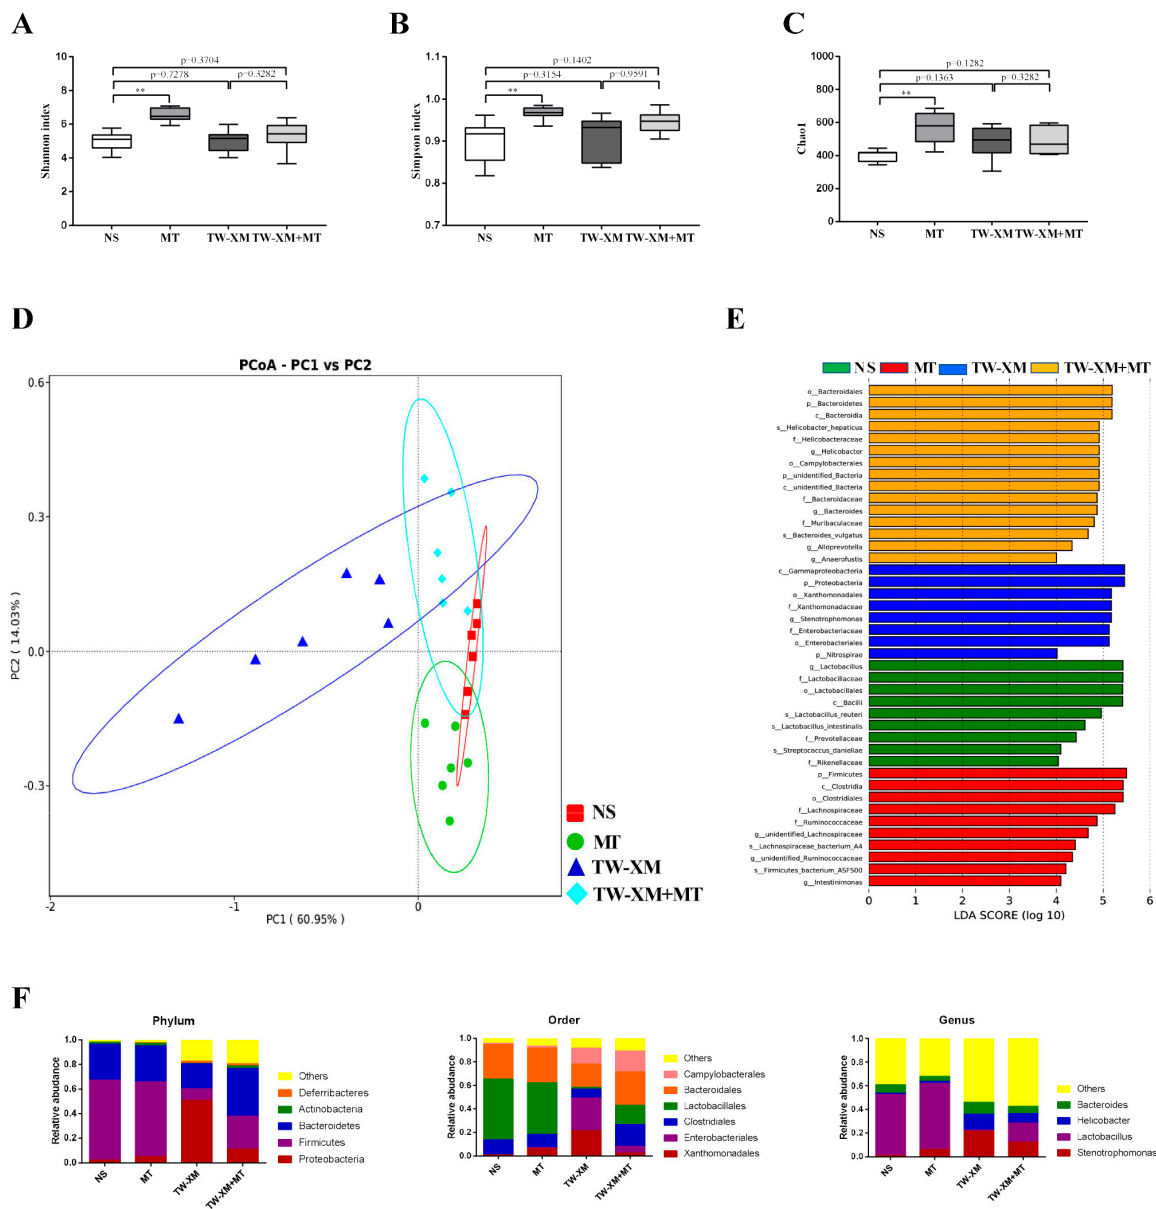 A
B
C
p=0.3704
p=0.7278
p=0.3282
**
Shannon index
10
8
6
4
2
0
NS MT TW-XM TW-XM+MT
p=0.1402
p=0.3154
p=0.9591
**
Simpson index
1.1
1.0
0.9
0.8
0.7
NS MT TW-XM TW-XM+MT
p=0.1282
p=0.1363
p=0.3282
**
Chao1
1000
800
600
400
200
0
NS MT TW-XM TW-XM+MT
D
PCoA - PC1 vs PC2
PC2 ( 14.03% )
0.6
0.3
0.0
-0.3
-2 -1 0
PC1 ( 60.95% )
NS
MT
TW-XM
TW-XM+MT
E
NS MT TW-XM TW-XM+MT
o__Bacteroidales
p__Bacteroidetes
c__Bacteroidia
s__Helicobacter_hepaticus
f__Helicobacteraceae
g__Helicobacter
o__Campylobacterales
p__unidentified_Bacteria
c__unidentified_Bacteria
f__Bacteroidaceae
g__Bacteroides
f__Muribaculaceae
s__Bacteroides_vulgatus
g__Alloprevotella
g__Anaerofustis
c__Gammaproteobacteria
p__Proteobacteria
o__Xanthomonadales
f__Xanthomonadaceae
g__Stenotrophomonas
f__Enterobacteriaceae
o__Enterobacteriales
p__Nitrospirae
g__Lactobacillus
f__Lactobacillaceae
o__Lactobacillales
c__Bacilli
s__Lactobacillus_reuteri
s__Lactobacillus_intestinalis
f__Prevotellaceae
s__Streptococcus_danieliae
f__Rikenellaceae
p__Firmicutes
c__Clostridia
o__Clostridiales
f__Lachnospiraceae
f__Ruminococcaceae
g__unidentified_Lachnospiraceae
s__Lachnospiraceae_bacterium_A4
g__unidentified_Ruminococcaceae
s__Firmicutes_bacterium_ASF500
g__Intestinimonas
0 1 2 3 4 5 6
LDA SCORE (log 10)
F
Phylum
Relative abudance
1.0
0.8
0.6
0.4
0.2
0.0
NS MT TW-XM TW-XM+MT
Others
Deferribacteres
Actinobacteria
Bacteroidetes
Firmicutes
Proteobacteria
Order
Relative abudance
1.0
0.8
0.6
0.4
0.2
0.0
NS MT TW-XM TW-XM+MT
Others
Campylobacterales
Bacteroidales
Lactobacillales
Clostridiales
Enterobacteriales
Xanthomonadales
Genus
Relative abudance
1.0
0.8
0.6
0.4
0.2
0.0
NS MT TW-XM TW-XM+MT
Others
Bacteroides
Helicobacter
Lactobacillus
Stenotrophomonas